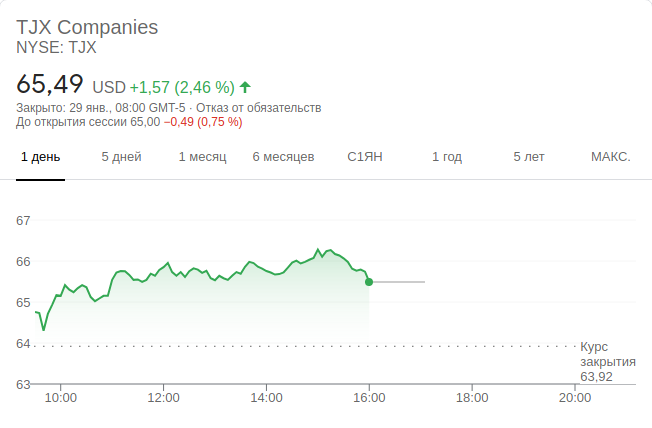 TJX Companies
NYSE: TJX
65,49 USD +1,57 (2,46 %)
Закрыто: 29 янв., 08:00 GMT-5 · Отказ от обязательств
До открытия сессии 65,00 −0,49 (0,75 %)
1 день 5 дней 1 месяц 6 месяцев С1ЯН 1 год 5 лет МАКС.
67
66
65
64
Курс
закрытия
63,92
63
10:00 12:00 14:00 16:00 18:00 20:00